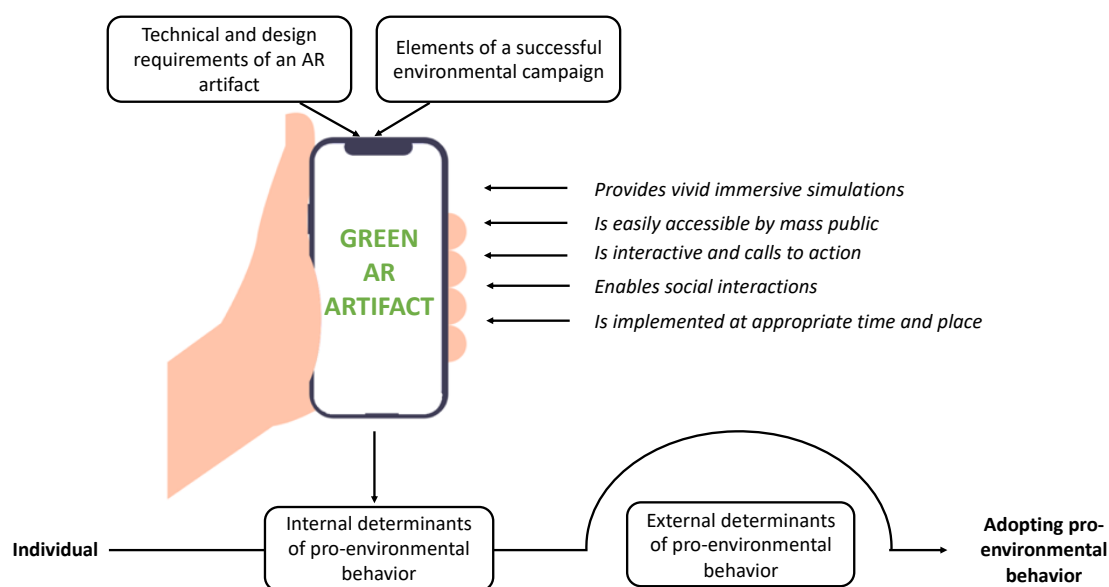 Technical and design
requirements of an AR
artifact
Elements of a successful
environmental campaign
GREEN
AR
ARTIFACT
Provides vivid immersive simulations
Is easily accessible by mass public
Is interactive and calls to action
Enables social interactions
Is implemented at appropriate time and place
Individual
Internal determinants
of pro-environmental
behavior
External determinants
of pro-environmental
behavior
Adopting pro-
environmental
behavior